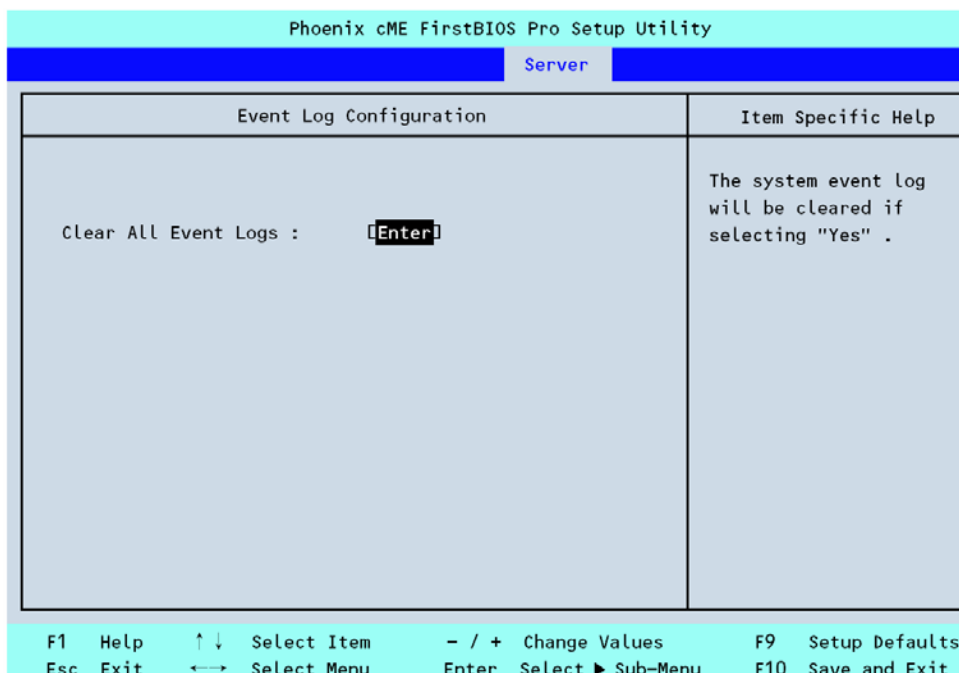 Phoenix cME FirstBIOS Pro Setup Utility
Server
Event Log Configuration
Item Specific Help
Clear All Event Logs : [Enter]
The system event log
will be cleared if
selecting "Yes" .
F1 Help ↑↓ Select Item - / + Change Values F9 Setup Defaults
Esc Exit ←→ Select Menu Enter Select ▶ Sub-Menu F10 Save and Exit